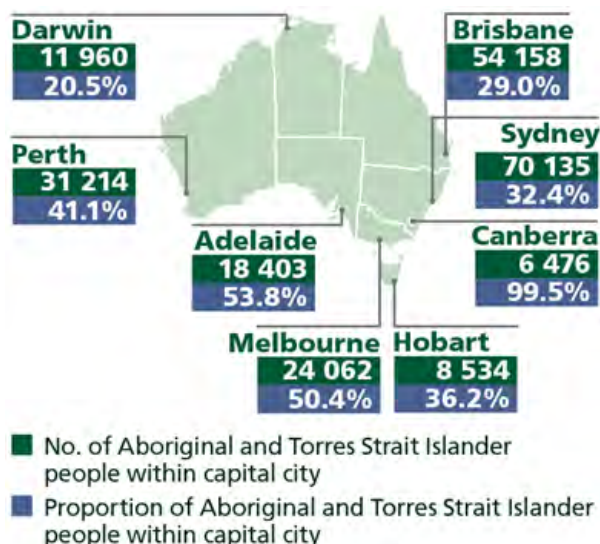 Darwin
11 960
20.5%
Brisbane
54 158
29.0%
Perth
31 214
41.1%
Sydney
70 135
32.4%
Adelaide
18 403
53.8%
Canberra
6 476
99.5%
Melbourne
24 062
50.4%
Hobart
8 534
36.2%
No. of Aboriginal and Torres Strait Islander
people within capital city
Proportion of Aboriginal and Torres Strait Islander
people within capital city